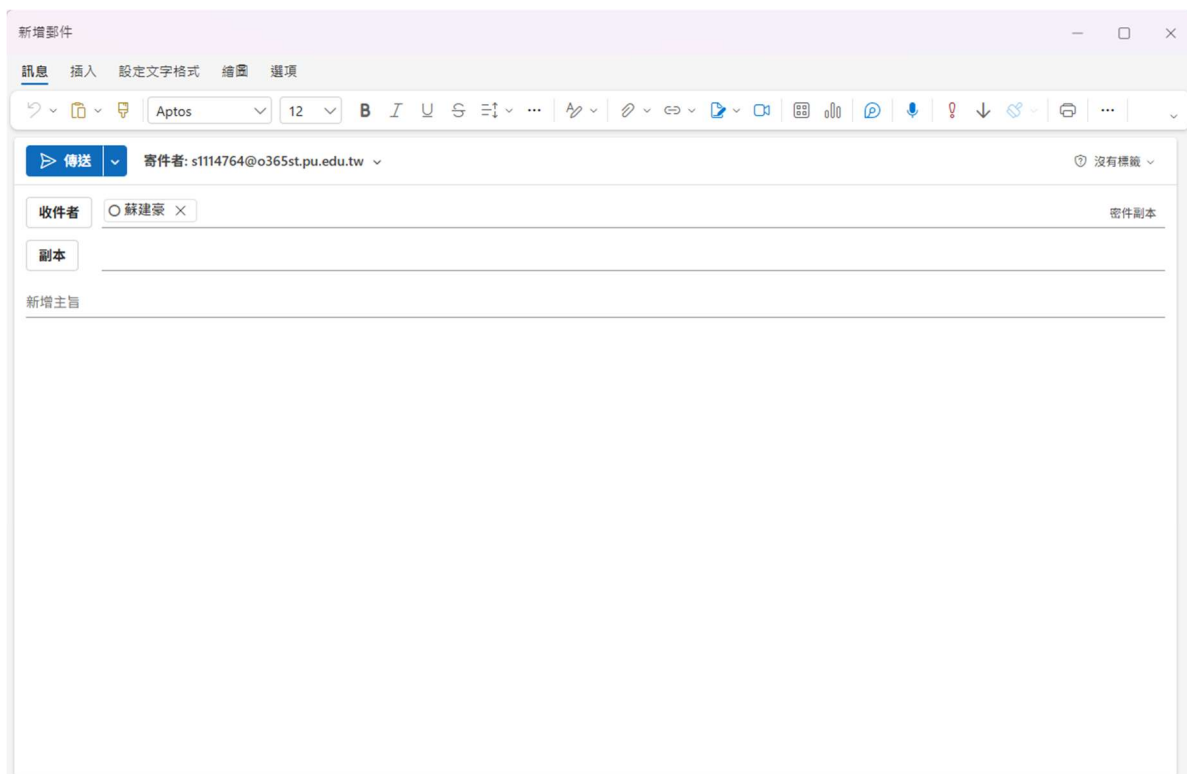 新增郵件
訊息 插入 設定文字格式 繪圖 選項
Aptos 12 B I U S
傳送 寄件者: s1114764@o365st.pu.edu.tw 沒有標籤
收件者 蘇建豪 密件副本
副本
新增主旨